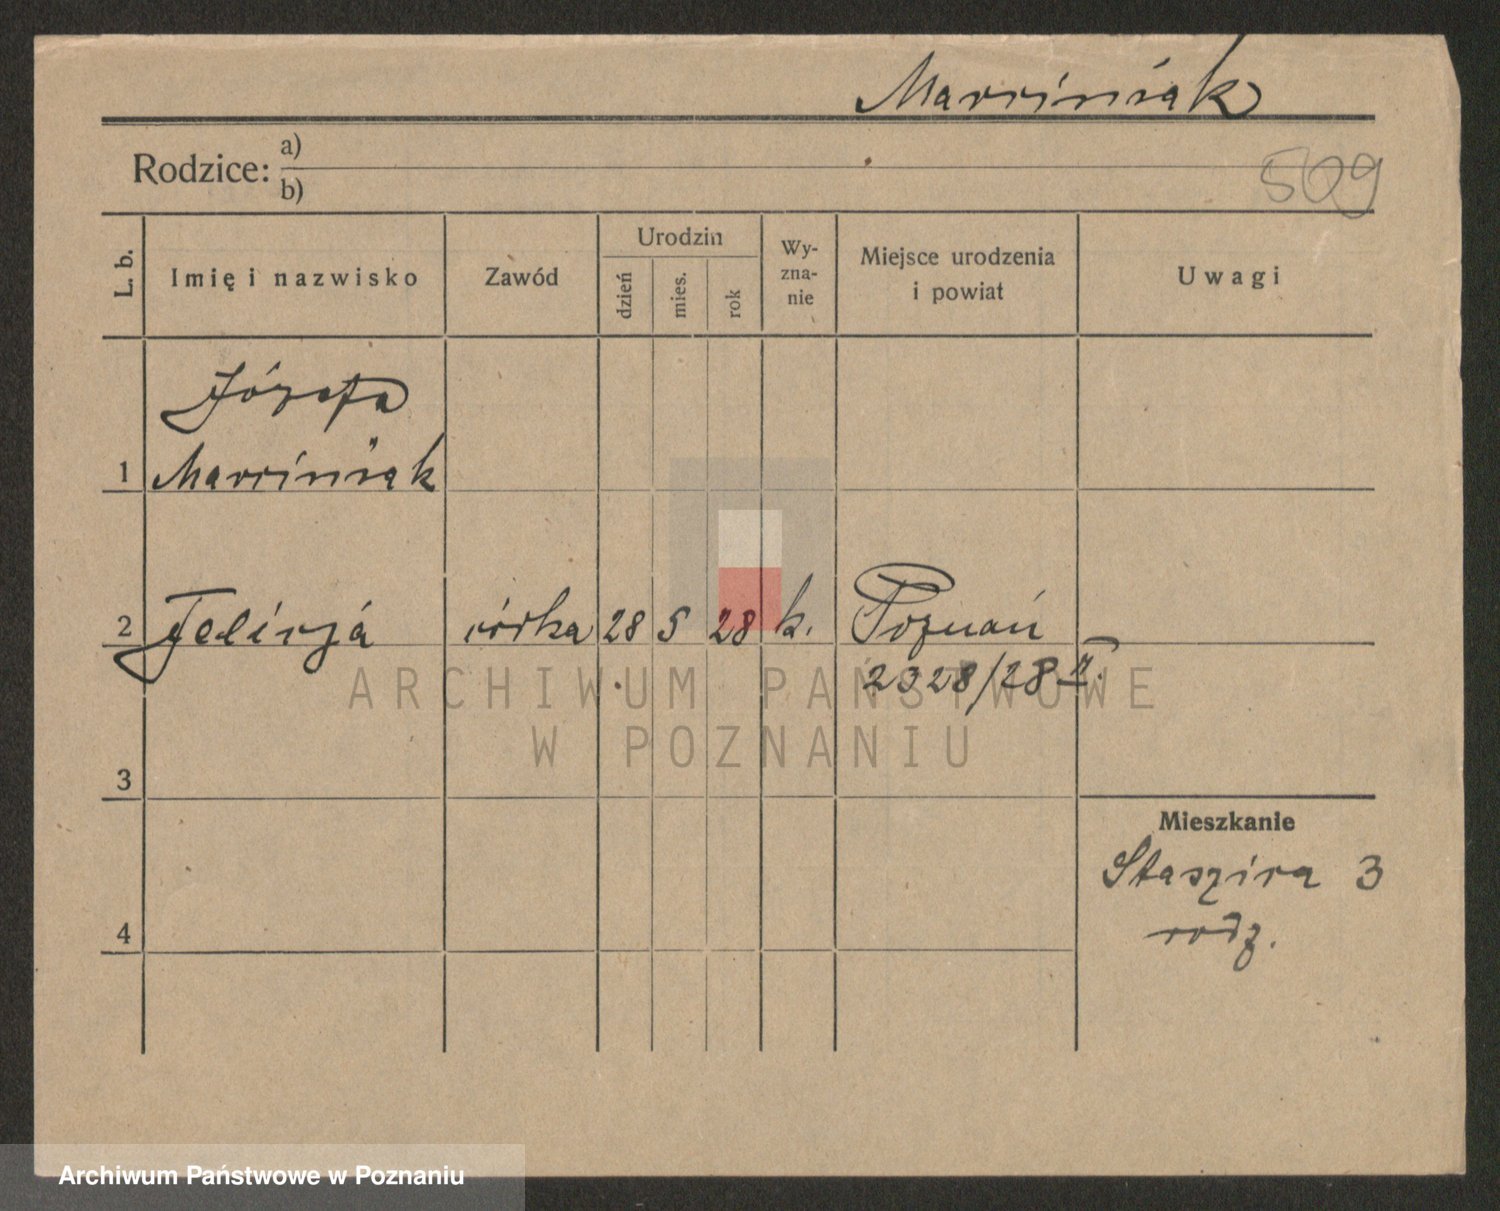 Marciniak
Rodzice: a)
b)
509
L. b.
Imię i nazwisko
Zawód
Urodzin
dzień
mies.
rok
Wy-
zna-
nie
Miejsce urodzenia
i powiat
Uwagi
Józefa
1 Marciniak
2 Felicja córka 28 5 28 k. Poznań
2328/28 II.
3
Mieszkanie
Staszica 3
rodz.
4
ARCHIWUM PAŃSTWOWE
W POZNANIU
Archiwum Państwowe w Poznaniu